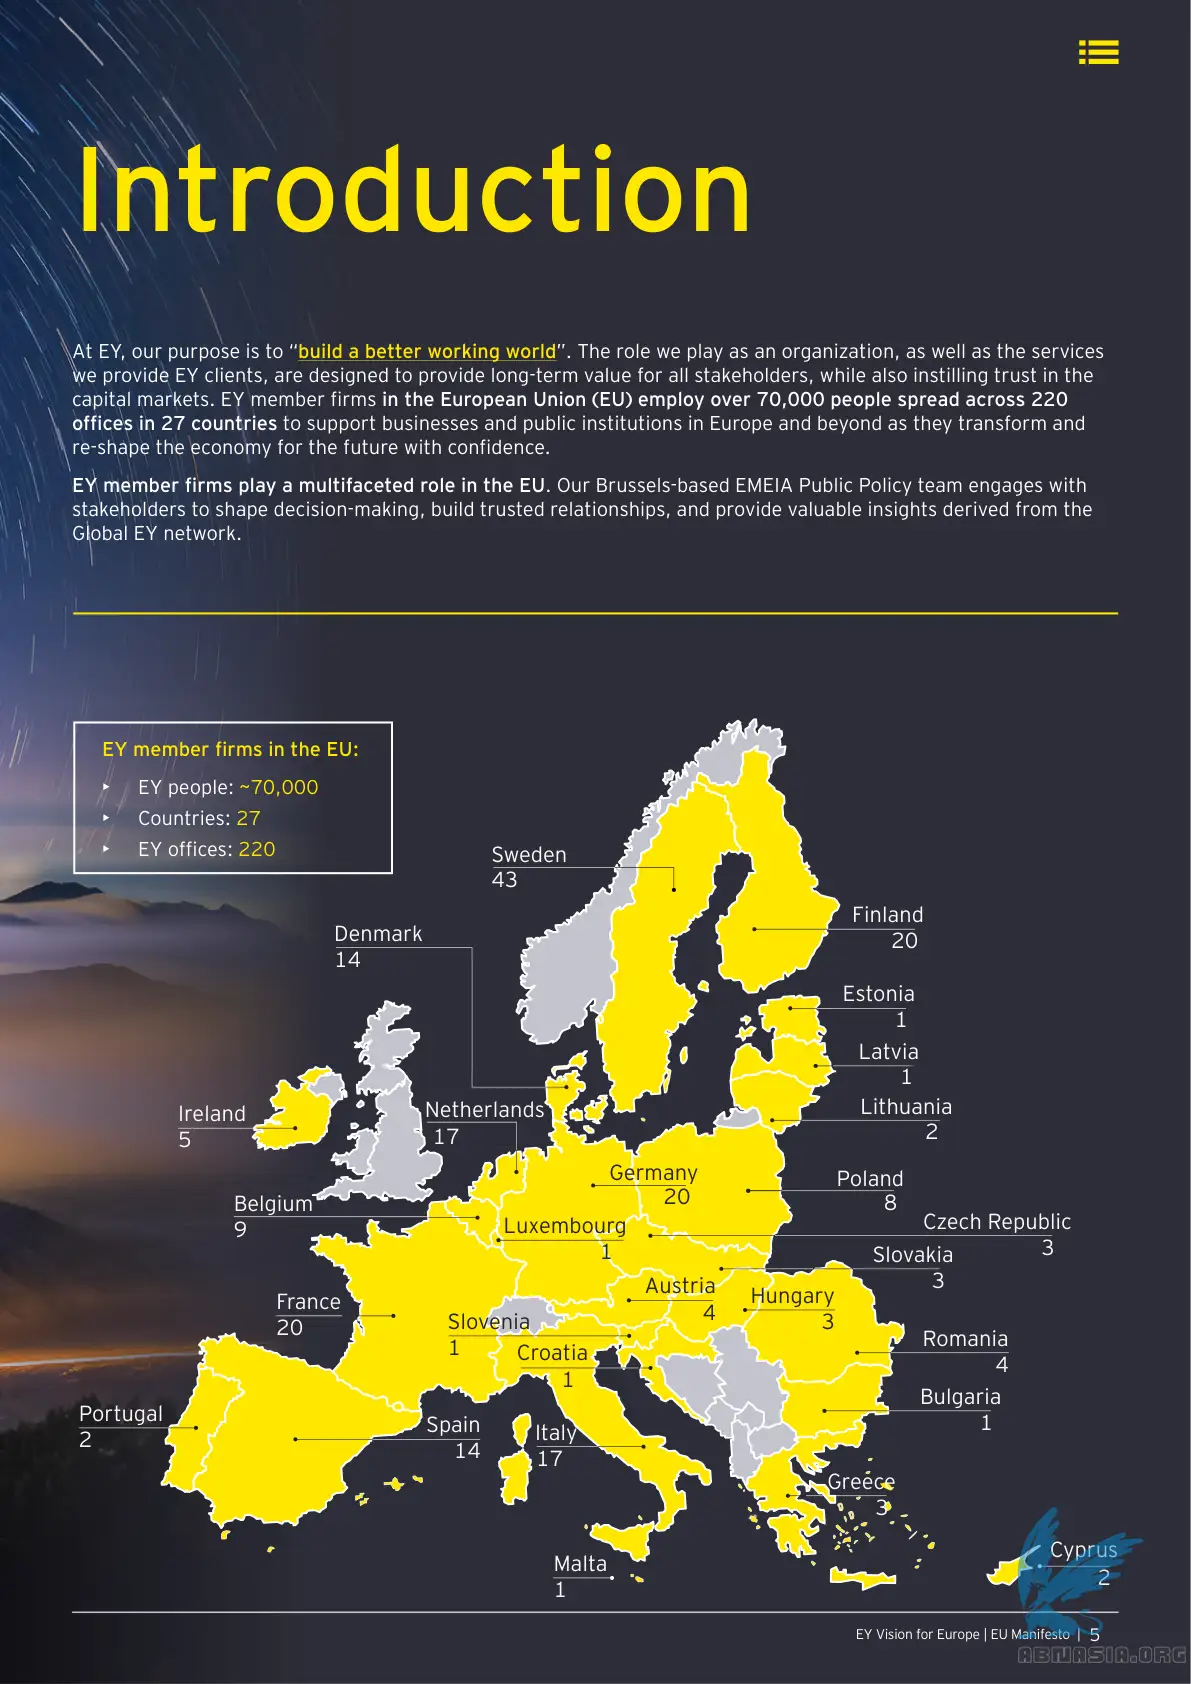 Introduction
At EY, our purpose is to “build a better working world”. The role we play as an organization, as well as the services
we provide EY clients, are designed to provide long-term value for all stakeholders, while also instilling trust in the
capital markets. EY member firms in the European Union (EU) employ over 70,000 people spread across 220
offices in 27 countries to support businesses and public institutions in Europe and beyond as they transform and
re-shape the economy for the future with confidence.
EY member firms play a multifaceted role in the EU. Our Brussels-based EMEIA Public Policy team engages with
stakeholders to shape decision-making, build trusted relationships, and provide valuable insights derived from the
Global EY network.
EY member firms in the EU:
EY people: ~70,000
Countries: 27
EY offices: 220
Sweden
43
Finland
20
Denmark
14
Estonia
1
Latvia
1
Lithuania
2
Ireland
5
Netherlands
17
Germany
20
Poland
8
Belgium
9
Luxembourg
1
Czech Republic
3
Slovakia
3
Austria
4
Hungary
3
France
20
Slovenia
1
Croatia
1
Romania
4
Bulgaria
1
Portugal
2
Spain
14
Italy
17
Greece
3
Malta
1
Cyprus
2
EY Vision for Europe | EU Manifesto | 5
ABNASIA.ORG